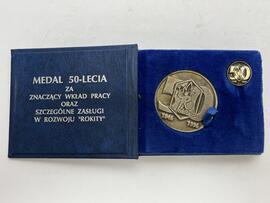 MEDAL 50-LECIA
ZA
ZNACZĄCY WKŁAD PRACY
ORAZ
SZCZEGÓLNE ZASŁUGI
W ROZWOJU "ROKITY"
50